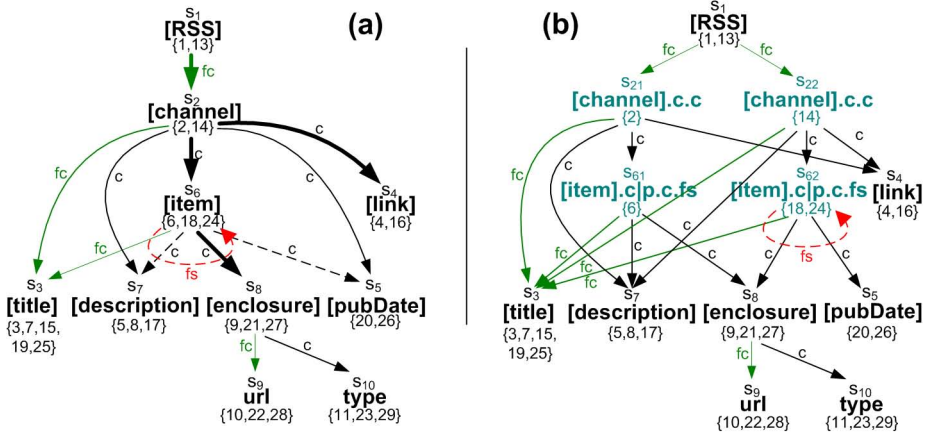 (a)
s1
[RSS]
{1,13}
fc
s2
[channel]
{2,14}
c
fc
c
c
c
s6
[item]
{6,18,24}
s4
[link]
{4,16}
fc
c
c
fs
c
s3
[title]
{3,7,15,
19,25}
s7
[description]
{5,8,17}
s8
[enclosure]
{9,21,27}
s5
[pubDate]
{20,26}
fc
c
s9
url
{10,22,28}
s10
type
{11,23,29}
(b)
s1
[RSS]
{1,13}
fc
fc
s21
[channel].c.c
{2}
s22
[channel].c.c
{14}
fc
c
c
c
c
c
c
s61
[item].c|p.c.fs
{6}
s62
[item].c|p.c.fs
{18,24}
s4
[link]
{4,16}
fc
fc
fc
c
c
c
c
fs
s3
[title]
{3,7,15,
19,25}
s7
[description]
{5,8,17}
s8
[enclosure]
{9,21,27}
s5
[pubDate]
{20,26}
fc
c
s9
url
{10,22,28}
s10
type
{11,23,29}